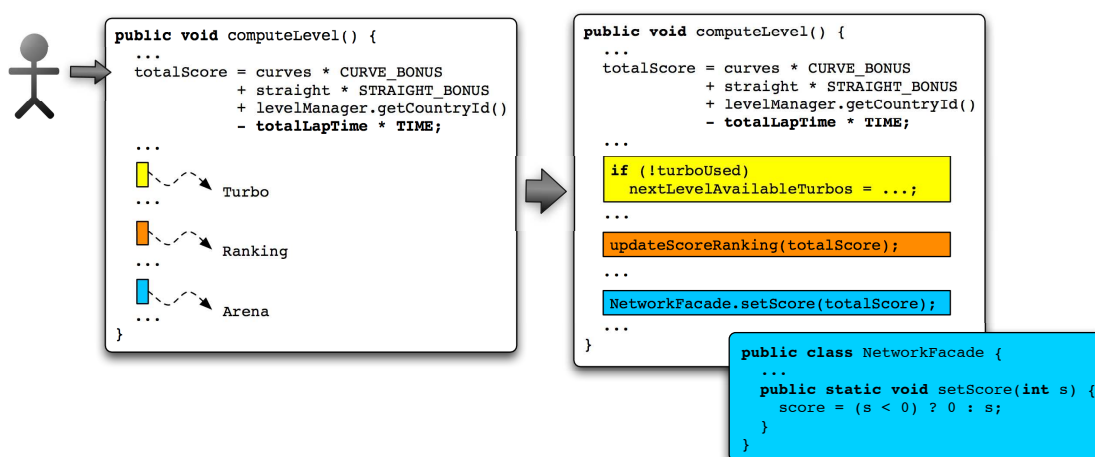 public void computeLevel() {
...
totalScore = curves * CURVE_BONUS
+ straight * STRAIGHT_BONUS
+ levelManager.getCountryId()
- totalLapTime * TIME;
...
Turbo
...
Ranking
...
Arena
...
}
public void computeLevel() {
...
totalScore = curves * CURVE_BONUS
+ straight * STRAIGHT_BONUS
+ levelManager.getCountryId()
- totalLapTime * TIME;
...
if (!turboUsed)
nextLevelAvailableTurbos = ...;
...
updateScoreRanking(totalScore);
...
NetworkFacade.setScore(totalScore);
...
}
public class NetworkFacade {
...
public static void setScore(int s) {
score = (s < 0) ? 0 : s;
}
}